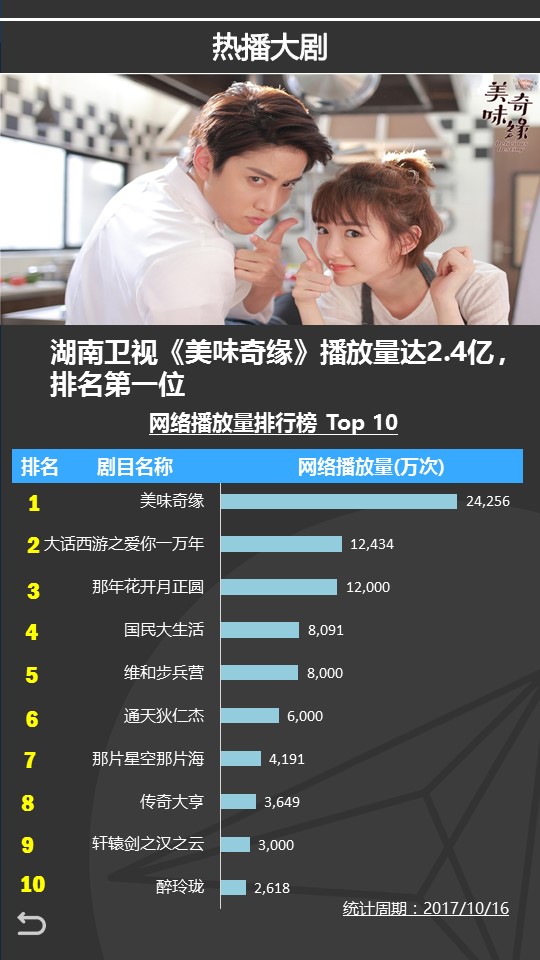 热播大剧
美味奇缘
湖南卫视《美味奇缘》播放量达2.4亿，
排名第一位
网络播放量排行榜 Top 10
排名 剧目名称 网络播放量(万次)
1 美味奇缘 24,256
2 大话西游之爱你一万年 12,434
3 那年花开月正圆 12,000
4 国民大生活 8,091
5 维和步兵营 8,000
6 通天狄仁杰 6,000
7 那片星空那片海 4,191
8 传奇大亨 3,649
9 轩辕剑之汉之云 3,000
10 醉玲珑 2,618
统计周期：2017/10/16